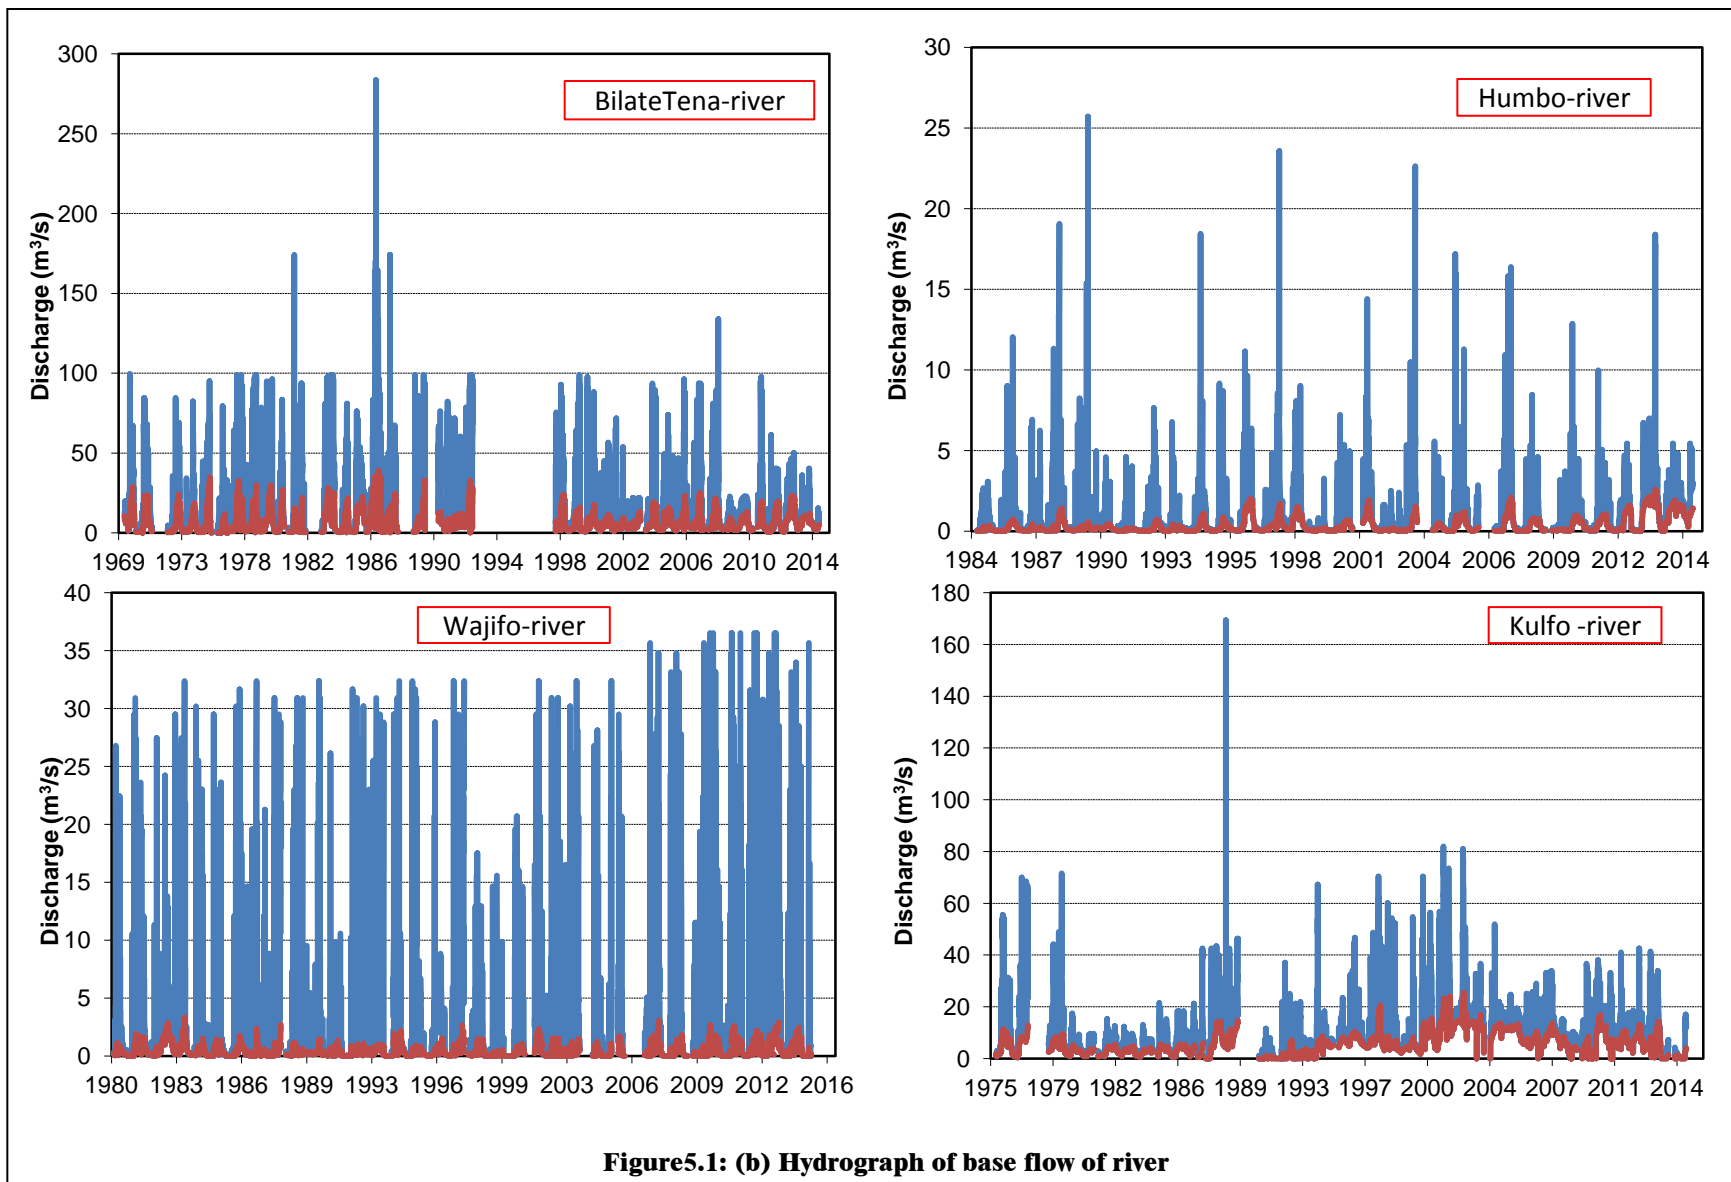 BilateTena-river
300
250
200
150
100
50
0
Discharge (m³/s)
1969 1973 1978 1982 1986 1990 1994 1998 2002 2006 2010 2014
Humbo-river
30
25
20
15
10
5
0
Discharge (m³/s)
1984 1987 1990 1993 1995 1998 2001 2004 2006 2009 2012 2014
Wajifo-river
40
35
30
25
20
15
10
5
0
Discharge (m³/s)
1980 1983 1986 1989 1993 1996 1999 2003 2006 2009 2012 2016
Kulfo -river
180
160
140
120
100
80
60
40
20
0
Discharge (m³/s)
1975 1979 1982 1986 1989 1993 1997 2000 2004 2007 2011 2014
Figure5.1: (b) Hydrograph of base flow of river